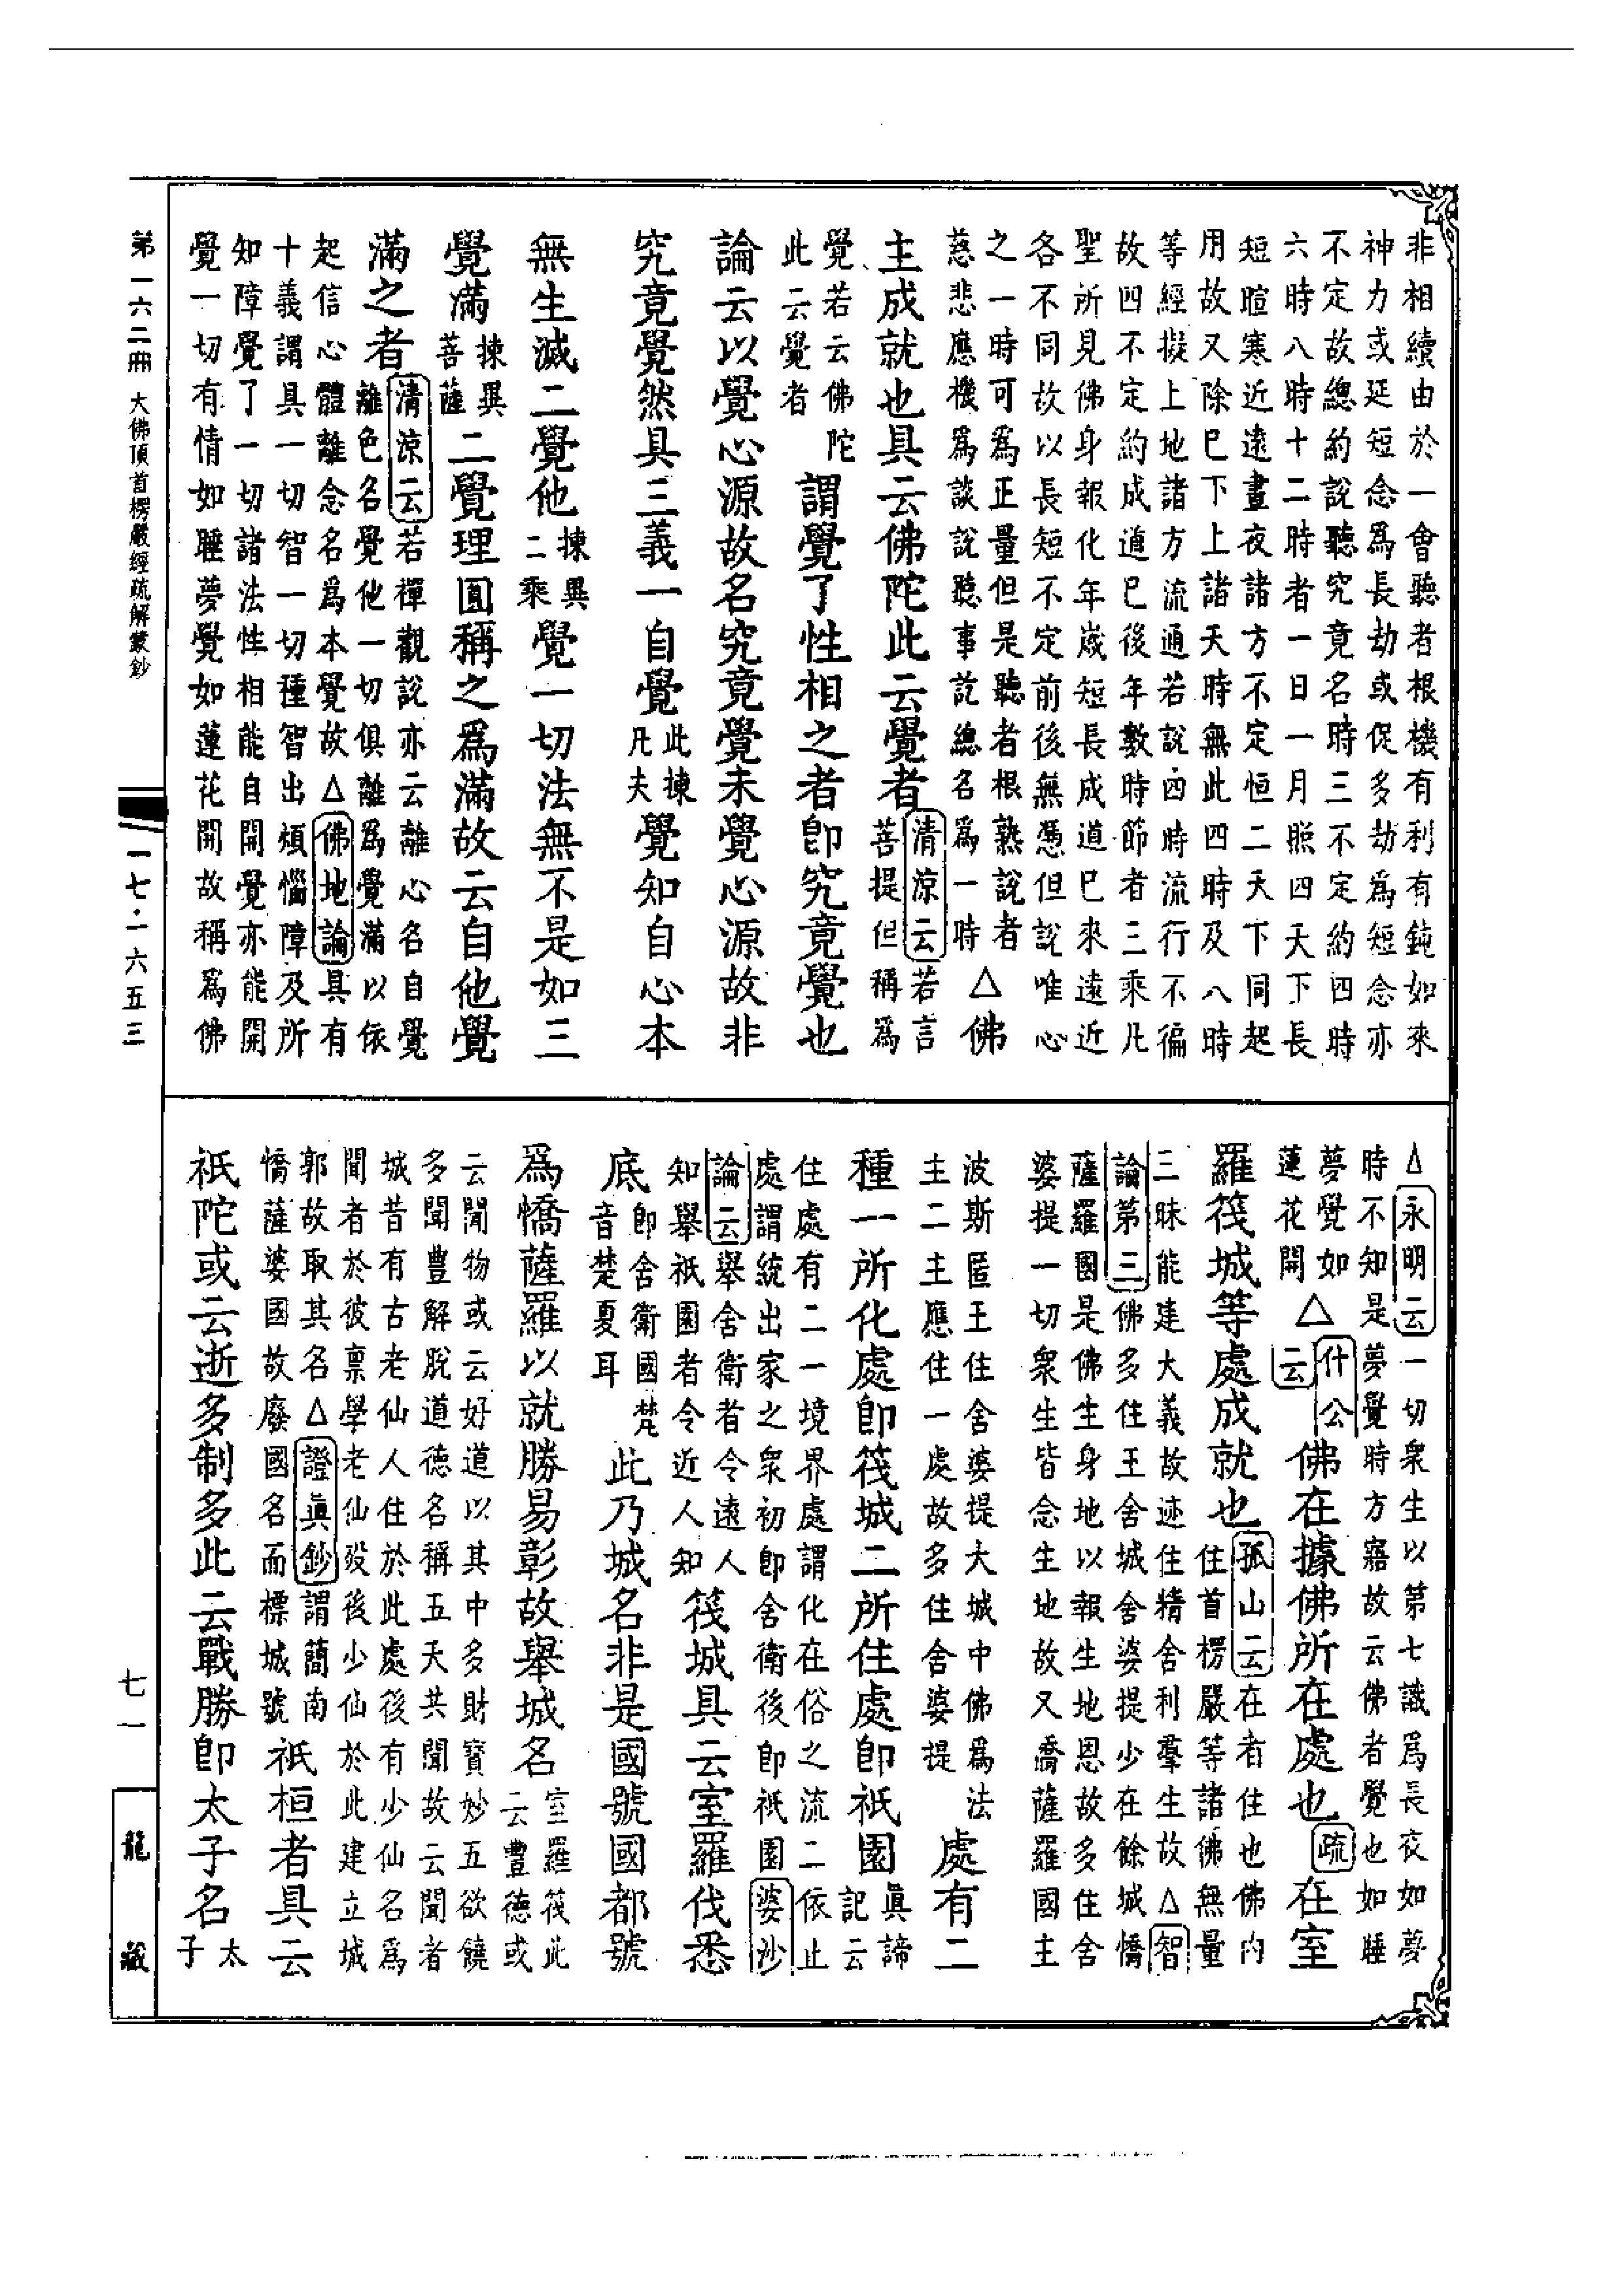 非相續由於一會聽者根機有利有鈍如來
神力或延短念爲長劫或促多劫爲短念亦
不定故總約說聽究竟名時三不定約四時
六時八時十二時者一日一月照四天下長
短暄寒近遠晝夜諸方不定恒二天下同起
用故又除巳下上諸天時無此四時及八時
等經擬上地諸方流通若說四時流行不徧
故四不定約成道巳後年數時節者三乘凡
聖所見佛身報化年歲短長成道巳來遠近
各不同故以長短不定前後無憑但說唯心
之一時可爲正量但是聽者根熟說者
慈悲應機爲談說聽事訖總名爲一時
△佛
主成就也具云佛陀此云覺者
清涼云若言
菩提但稱爲
覺若云佛陀
此云覺者
謂覺了性相之者卽究竟覺也
論云以覺心源故名究竟覺未覺心源故非
究竟覺然具三義一自覺
此揀
凡夫
覺知自心本
無生滅二覺他
揀異
二乘
覺一切法無不是如三
覺滿
揀異
菩薩
二覺理圓稱之爲滿故云自他覺
滿之者
清涼云若禪觀說亦云離心名自覺
離色名覺他一切俱離爲覺滿以依
起信心體離念名爲本覺故△佛地論具有
十義謂具一切智一切種智出煩惱障及所
知障覺了一切諸法性相能自開覺亦能開
覺一切有情如睡夢覺如蓮花開故稱爲佛
△永明云一切衆生以第七識爲長夜如夢
時不知是夢覺時方寤故云佛者覺也如睡
夢覺如
蓮花開
△
什公
云
佛在據佛所在處也
疏
在室
羅筏城等處成就也
孤山云在者住也佛內
住首楞嚴等諸佛無量
三昧能建大義故迹住精舍利羣生故△智
論第三佛多住王舍城舍婆提少在餘城憍
薩羅國是佛生身地以報生地恩故多住舍
婆提一切衆生皆念生地故又喬薩羅國主
波斯匿王住舍婆提大城中佛爲法
主二主應住一處故多住舍婆提
處有二
種一所化處卽筏城二所住處卽祇園
眞諦
記云
住處有二一境界處謂化在俗之流二依止
處謂統出家之衆初卽舍衛後卽祇園婆沙
論云舉舍衛者令遠人
知舉祇園者令近人知
筏城具云室羅伐悉
底
卽舍衛國梵
音楚夏耳
此乃城名非是國號國都號
爲憍薩羅以就勝易彰故舉城名
室羅筏此
云豐德或
云聞物或云好道以其中多財寶妙五欲饒
多聞豐解脫道德名稱五天共聞故云聞者
城昔有古老仙人住於此處後有少仙名爲
聞者於彼禀學老仙歿後少仙於此建立城
郭故取其名△證眞鈔謂簡南
憍薩婆國故廢國名而標城號
祇桓者具云
祇陀或云逝多制多此云戰勝卽太子名
太
子
第一六二冊 大佛頂首楞嚴經疏解蒙鈔
一七·一六五三
七一
龍藏